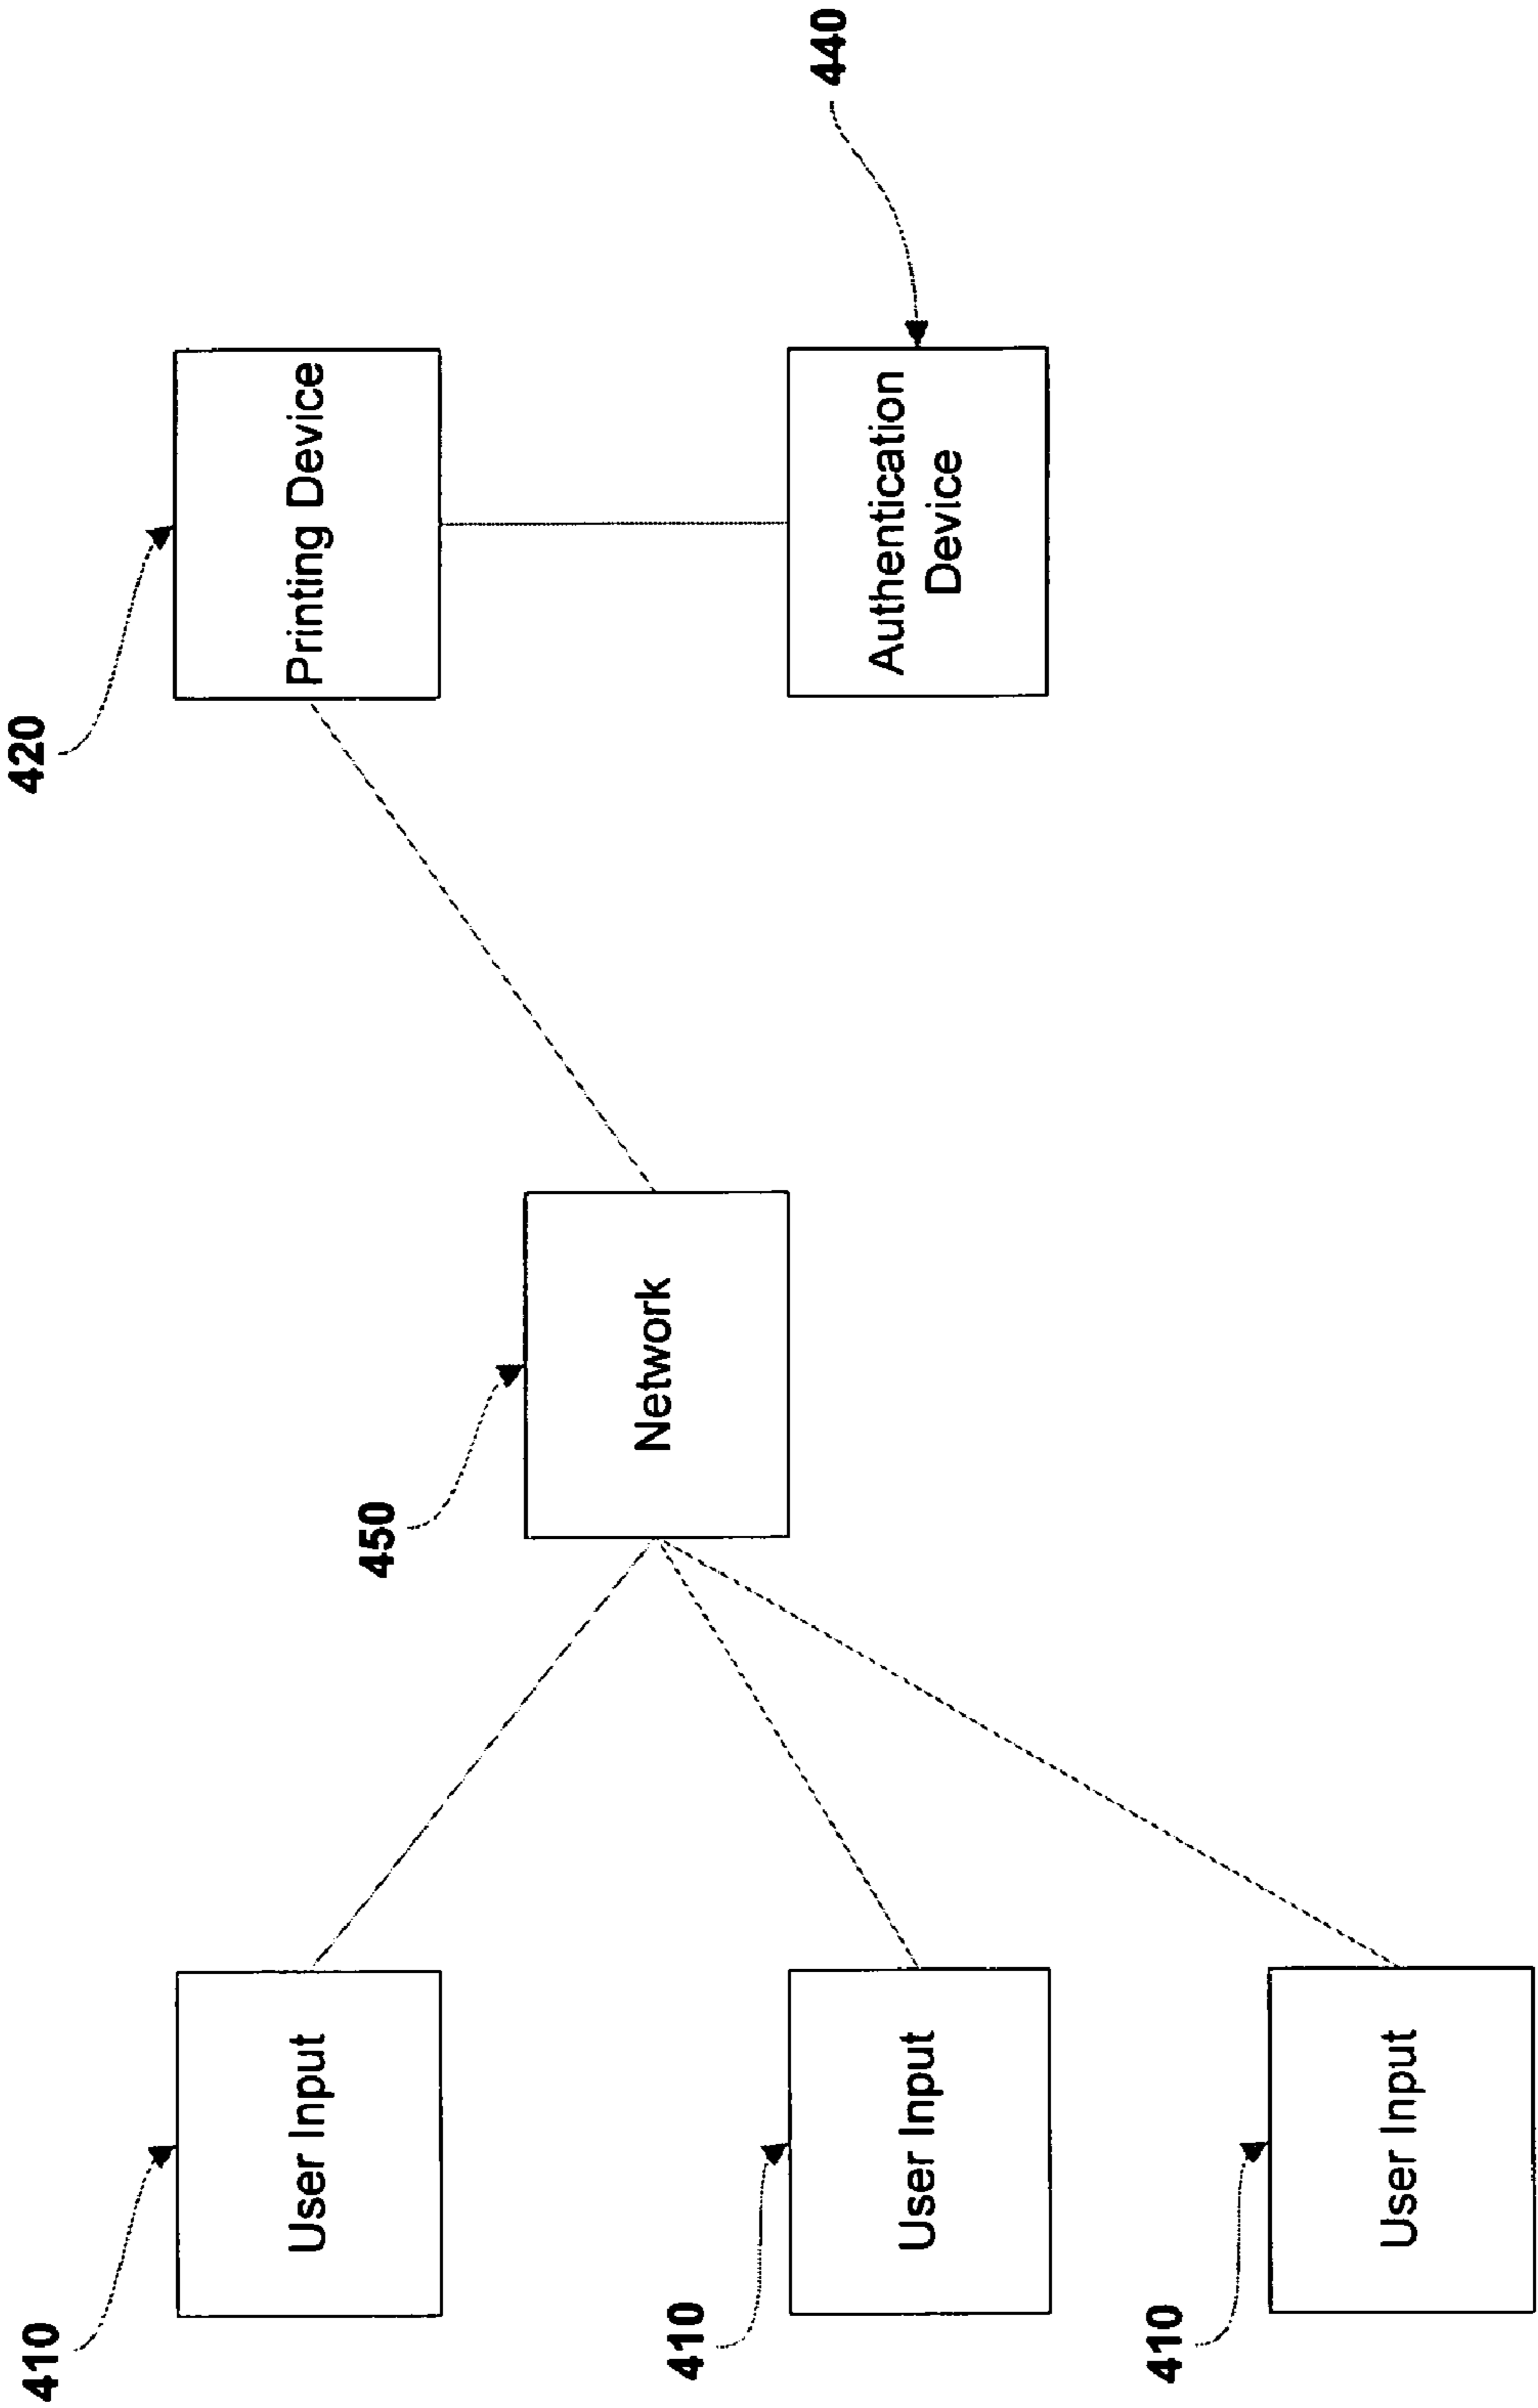 420
Printing Device
440
Authentication
Device
450
Network
410
User Input
410
User Input
410
User Input